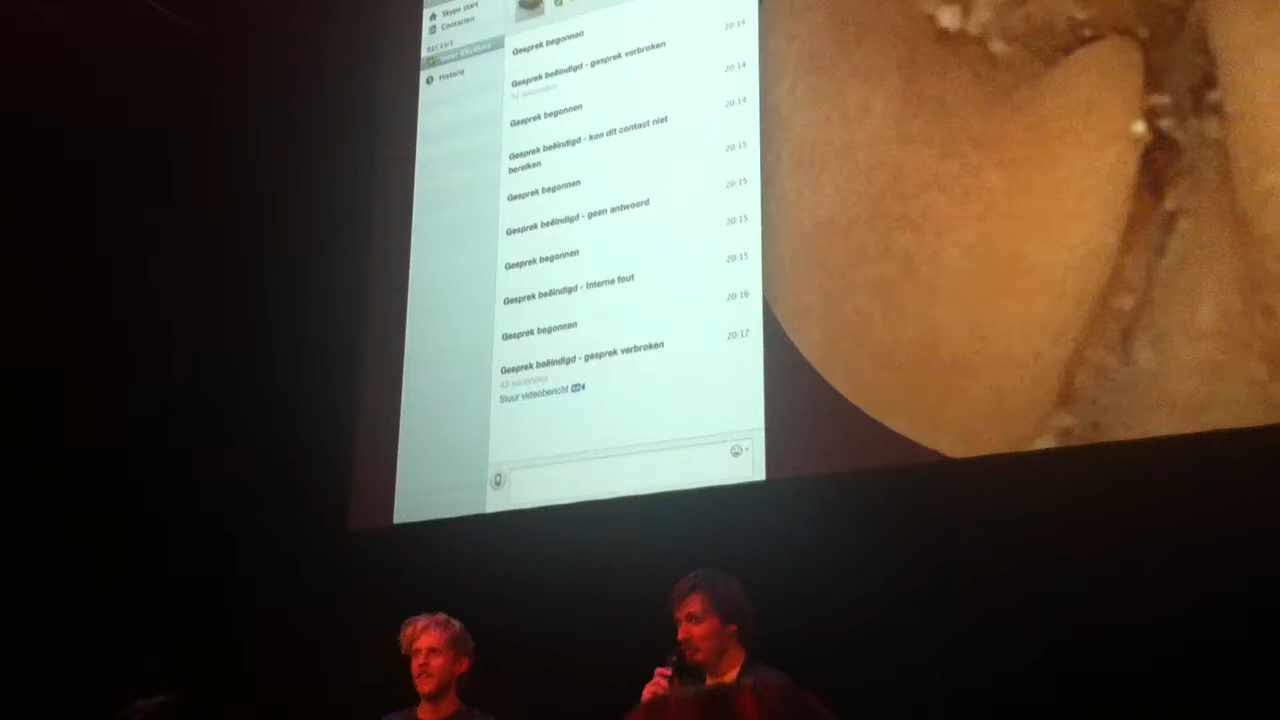 Skype start
Contacten
RECENT
Historie
Gesprek begonnen
20:14
Gesprek beëindigd - gesprek verbroken
20:14
seconden
Gesprek begonnen
20:14
Gesprek beëindigd - kon dit contact niet
bereiken
20:15
Gesprek begonnen
20:15
Gesprek beëindigd - geen antwoord
20:15
Gesprek begonnen
20:15
Gesprek beëindigd - Interne fout
20:16
Gesprek begonnen
20:17
Gesprek beëindigd - gesprek verbroken
43 seconden
Stuur videobericht